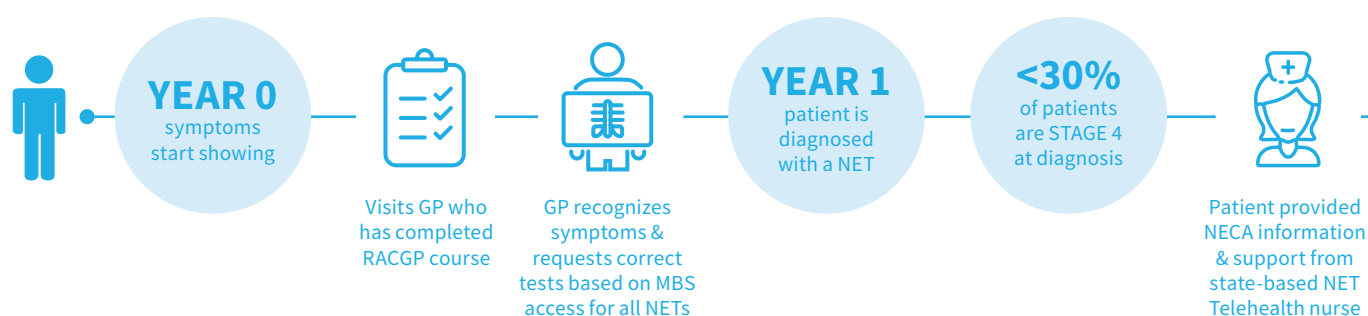 YEAR 0
symptoms
start showing
Visits GP who
has completed
RACGP course
GP recognizes
symptoms &
requests correct
tests based on MBS
access for all NETs
YEAR 1
patient is
diagnosed
with a NET
<30%
of patients
are STAGE 4
at diagnosis
Patient provided
NECA information
& support from
state-based NET
Telehealth nurse